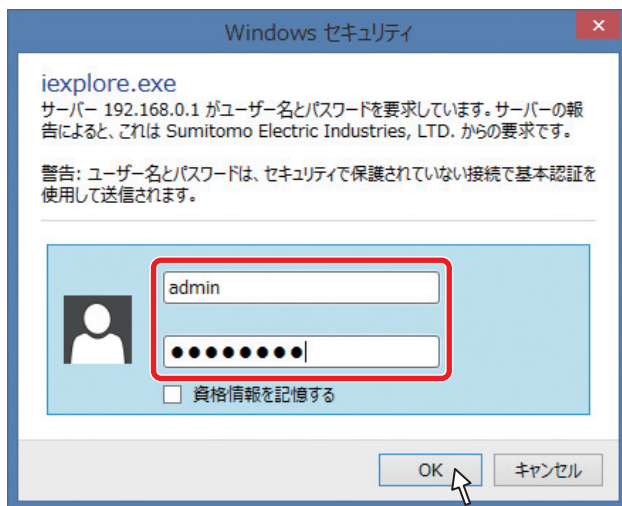 Windows セキュリティ
iexplore.exe
サーバー 192.168.0.1 がユーザー名とパスワードを要求しています。サーバーの報
告によると、これは Sumitomo Electric Industries, LTD. からの要求です。
警告: ユーザー名とパスワードは、セキュリティで保護されていない接続で基本認証を
使用して送信されます。
admin
●●●●●●●●
資格情報を記憶する
OK キャンセル